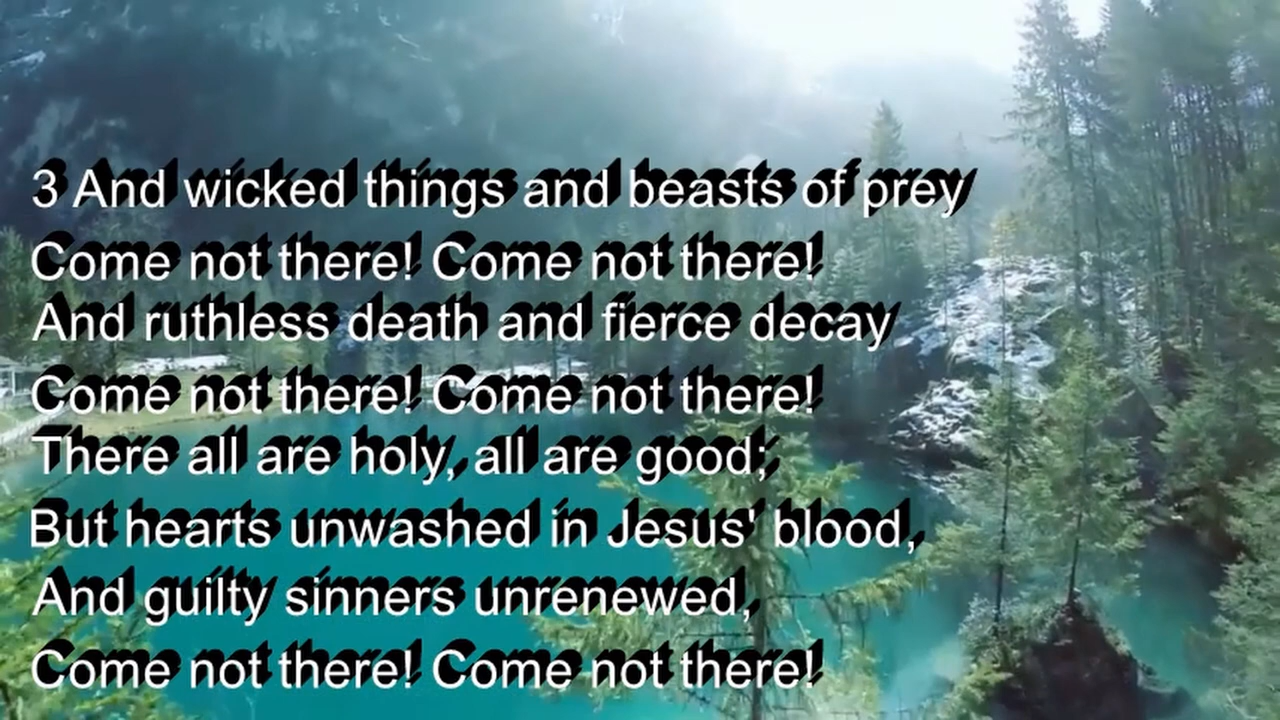 3 And wicked things and beasts of prey
Come not there! Come not there!
And ruthless death and fierce decay
Come not there! Come not there!
There all are holy, all are good;
But hearts unwashed in Jesus' blood,
And guilty sinners unrenewed,
Come not there! Come not there!